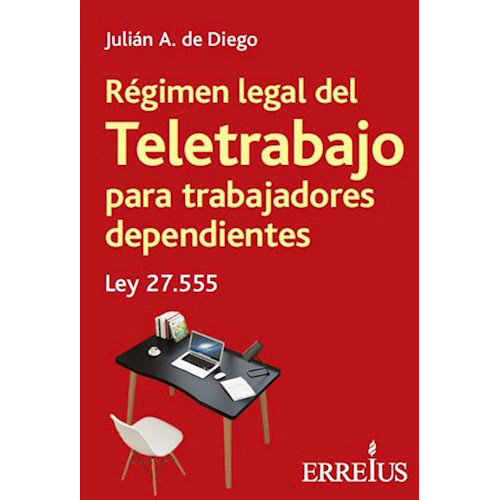 Julián A. de Diego
Régimen legal del
Teletrabajo
para trabajadores
dependientes
Ley 27.555
ERREIUS